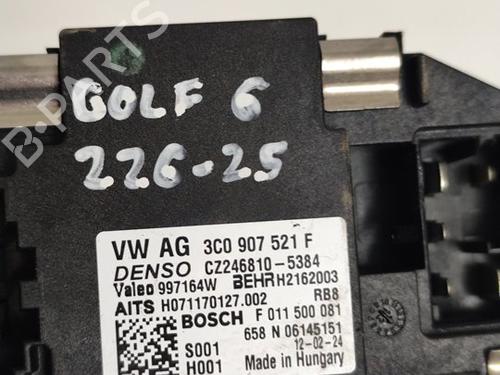 GOLF 6
226-25
VW AG 3C0 907 521 F
DENSO CZ246810-5384
Valeo 997164W BEHR H2162003
AITS H071170127.002 RB8
BOSCH F 011 500 081
658 N 06145151
S001 12-02-24
H001 Made in Hungary